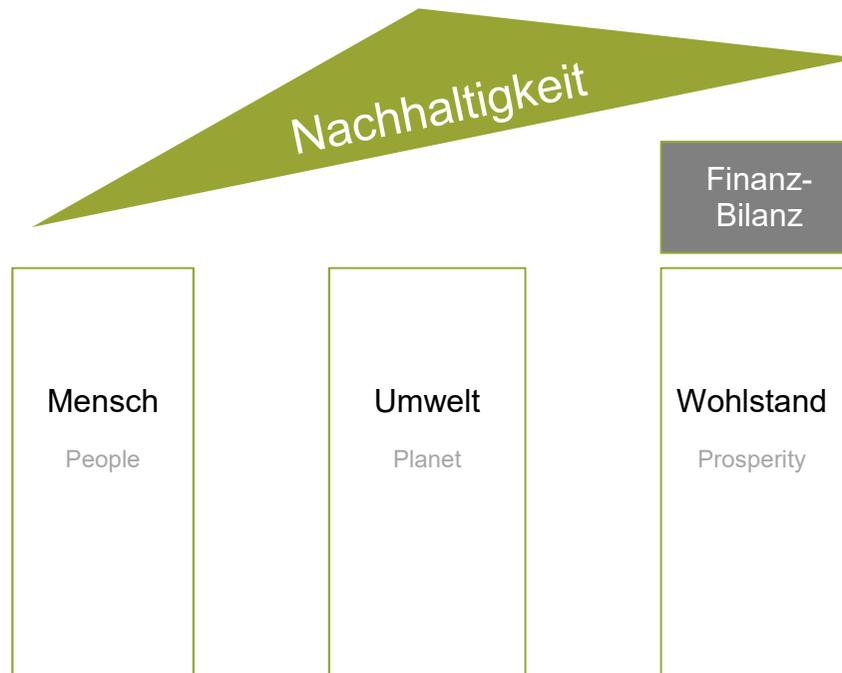 Nachhaltigkeit
Finanz-
Bilanz
Mensch
Umwelt
Wohlstand
People
Planet
Prosperity